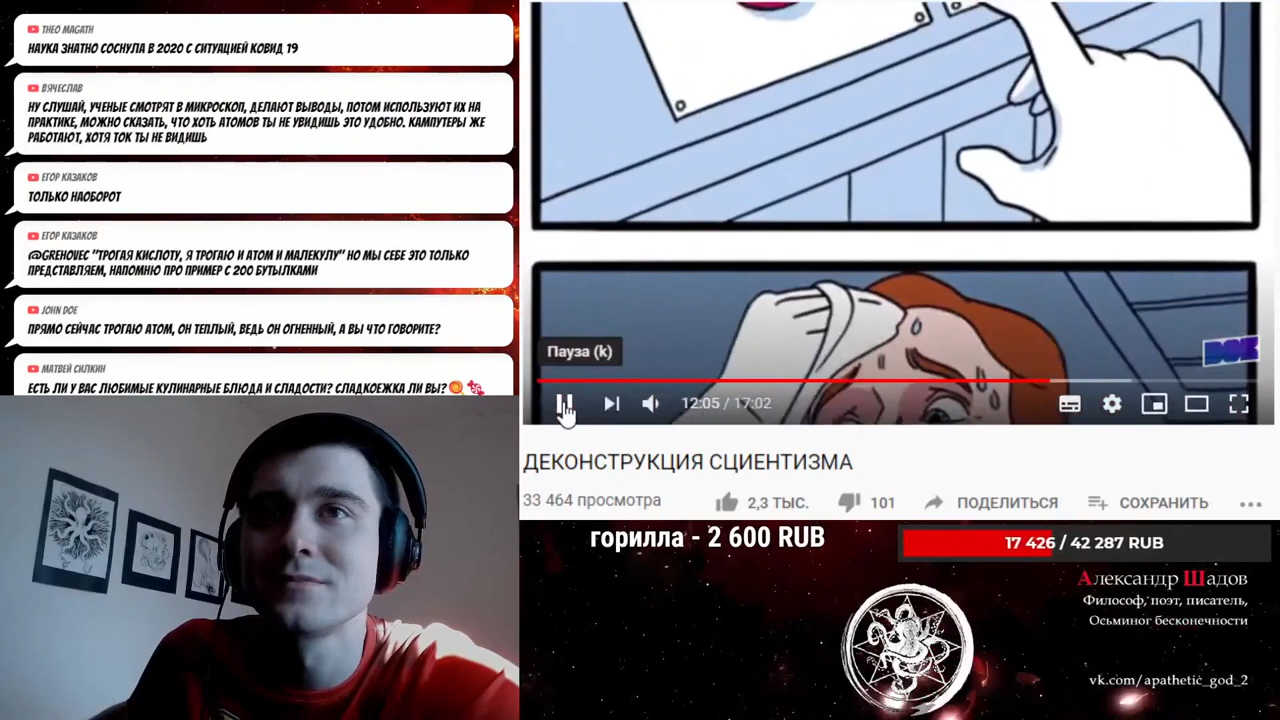 THEO MAGATH
НАУКА ЗНАТНО СОСНУЛА В 2020 С СИТУАЦИЕЙ КОВИД 19
ВЯЧЕСЛАВ
НУ СЛУШАЙ, УЧЕНЫЕ СМОТРЯТ В МИКРОСКОП, ДЕЛАЮТ ВЫВОДЫ, ПОТОМ ИСПОЛЬЗУЮТ ИХ НА
ПРАКТИКЕ, МОЖНО СКАЗАТЬ, ЧТО ХОТЬ АТОМОВ ТЫ НЕ УВИДИШЬ ЭТО УДОБНО. КАМПУТЕРЫ ЖЕ
РАБОТАЮТ, ХОТЯ ТОК ТЫ НЕ ВИДИШЬ
ЕГОР КАЗАКОВ
ТОЛЬКО НАОБОРОТ
ЕГОР КАЗАКОВ
@GREHOVEC "ТРОГАЯ КИСЛОТУ, Я ТРОГАЮ И АТОМ И МАЛЕКУЛУ" НО МЫ СЕБЕ ЭТО ТОЛЬКО
ПРЕДСТАВЛЯЕМ, НАПОМНЮ ПРО ПРИМЕР С 200 БУТЫЛКАМИ
JOHN DOE
ПРЯМО СЕЙЧАС ТРОГАЮ АТОМ, ОН ТЕПЛЫЙ, ВЕДЬ ОН ОГНЕННЫЙ, А ВЫ ЧТО ГОВОРИТЕ?
МАТВЕЙ СИЛКИН
ЕСТЬ ЛИ У ВАС ЛЮБИМЫЕ КУЛИНАРНЫЕ БЛЮДА И СЛАДОСТИ? СЛАДКОЕЖКА ЛИ ВЫ?
Пауза (k)
12:05 / 17:02
ДЕКОНСТРУКЦИЯ СЦИЕНТИЗМА
33 464 просмотра
2,3 ТЫС.
101
ПОДЕЛИТЬСЯ
СОХРАНИТЬ
горилла - 2 600 RUB
17 426 / 42 287 RUB
Александр Шадов
Философ, поэт, писатель,
Осьминог бесконечности
vk.com/apathetic_god_2